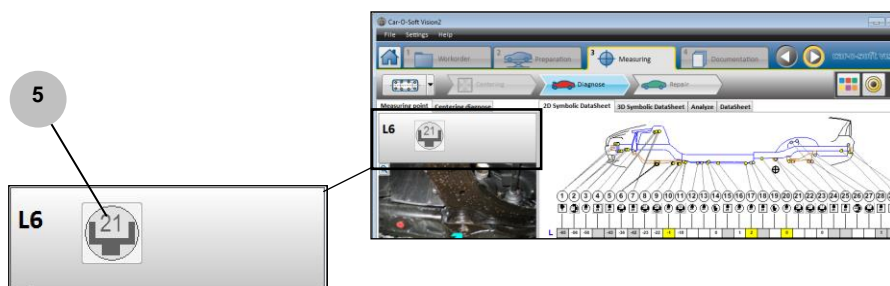 Car-O-Soft Vision2
File Settings Help
1 Workorder 2 Preparation 3 Measuring 4 Documentation
Centering Diagnose Repair
Measuring point Centering diagnose 2D Symbolic DataSheet 3D Symbolic DataSheet Analyze DataSheet
L6 21
5
L6 21
1 2 3 4 5 6 7 8 9 10 11 12 13 14 15 16 17 18 19 20 21 22 23 24 25 26 27 28
L